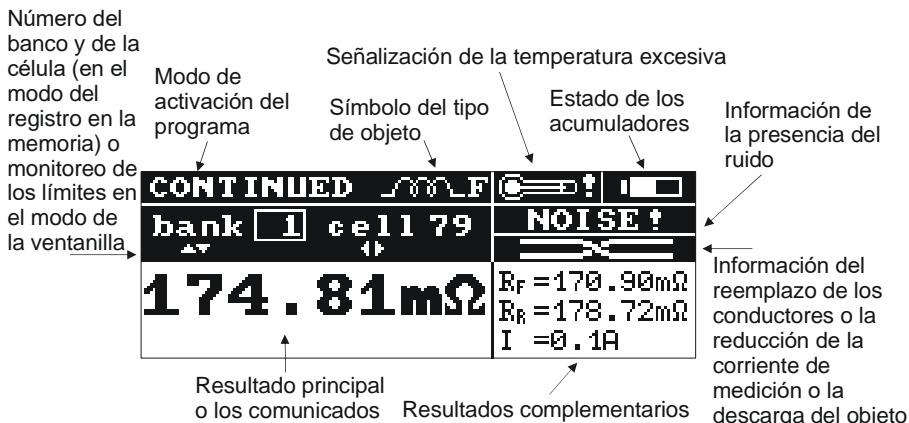 Número del
banco y de la
célula (en el
modo del
registro en la
memoria) o
monitoreo de
los límites en
el modo de
la ventanilla
Modo de
activación del
programa
Señalización de la temperatura excesiva
Símbolo del tipo
de objeto
Estado de los
acumuladores
Información de
la presencia del
ruido
CONTINUED F !
bank 1 cell 79
NOISE!
174.81mΩ
RF=170.90mΩ
RR=178.72mΩ
I =0.1A
Información del
reemplazo de los
conductores o la
reducción de la
corriente de
medición o la
descarga del objeto
Resultado principal
o los comunicados
Resultados complementarios